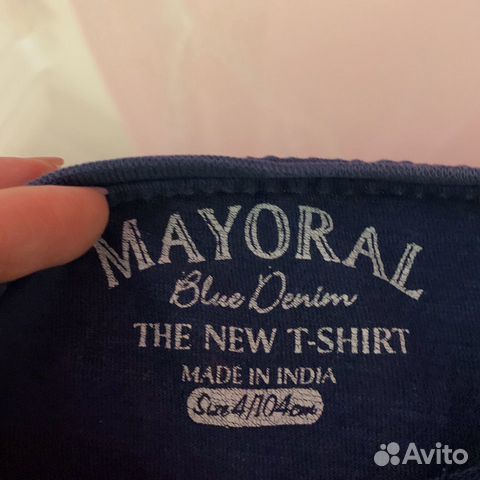 MAYORAL
Blue Denim
THE NEW T-SHIRT
MADE IN INDIA
Size 4/104cm
Avito